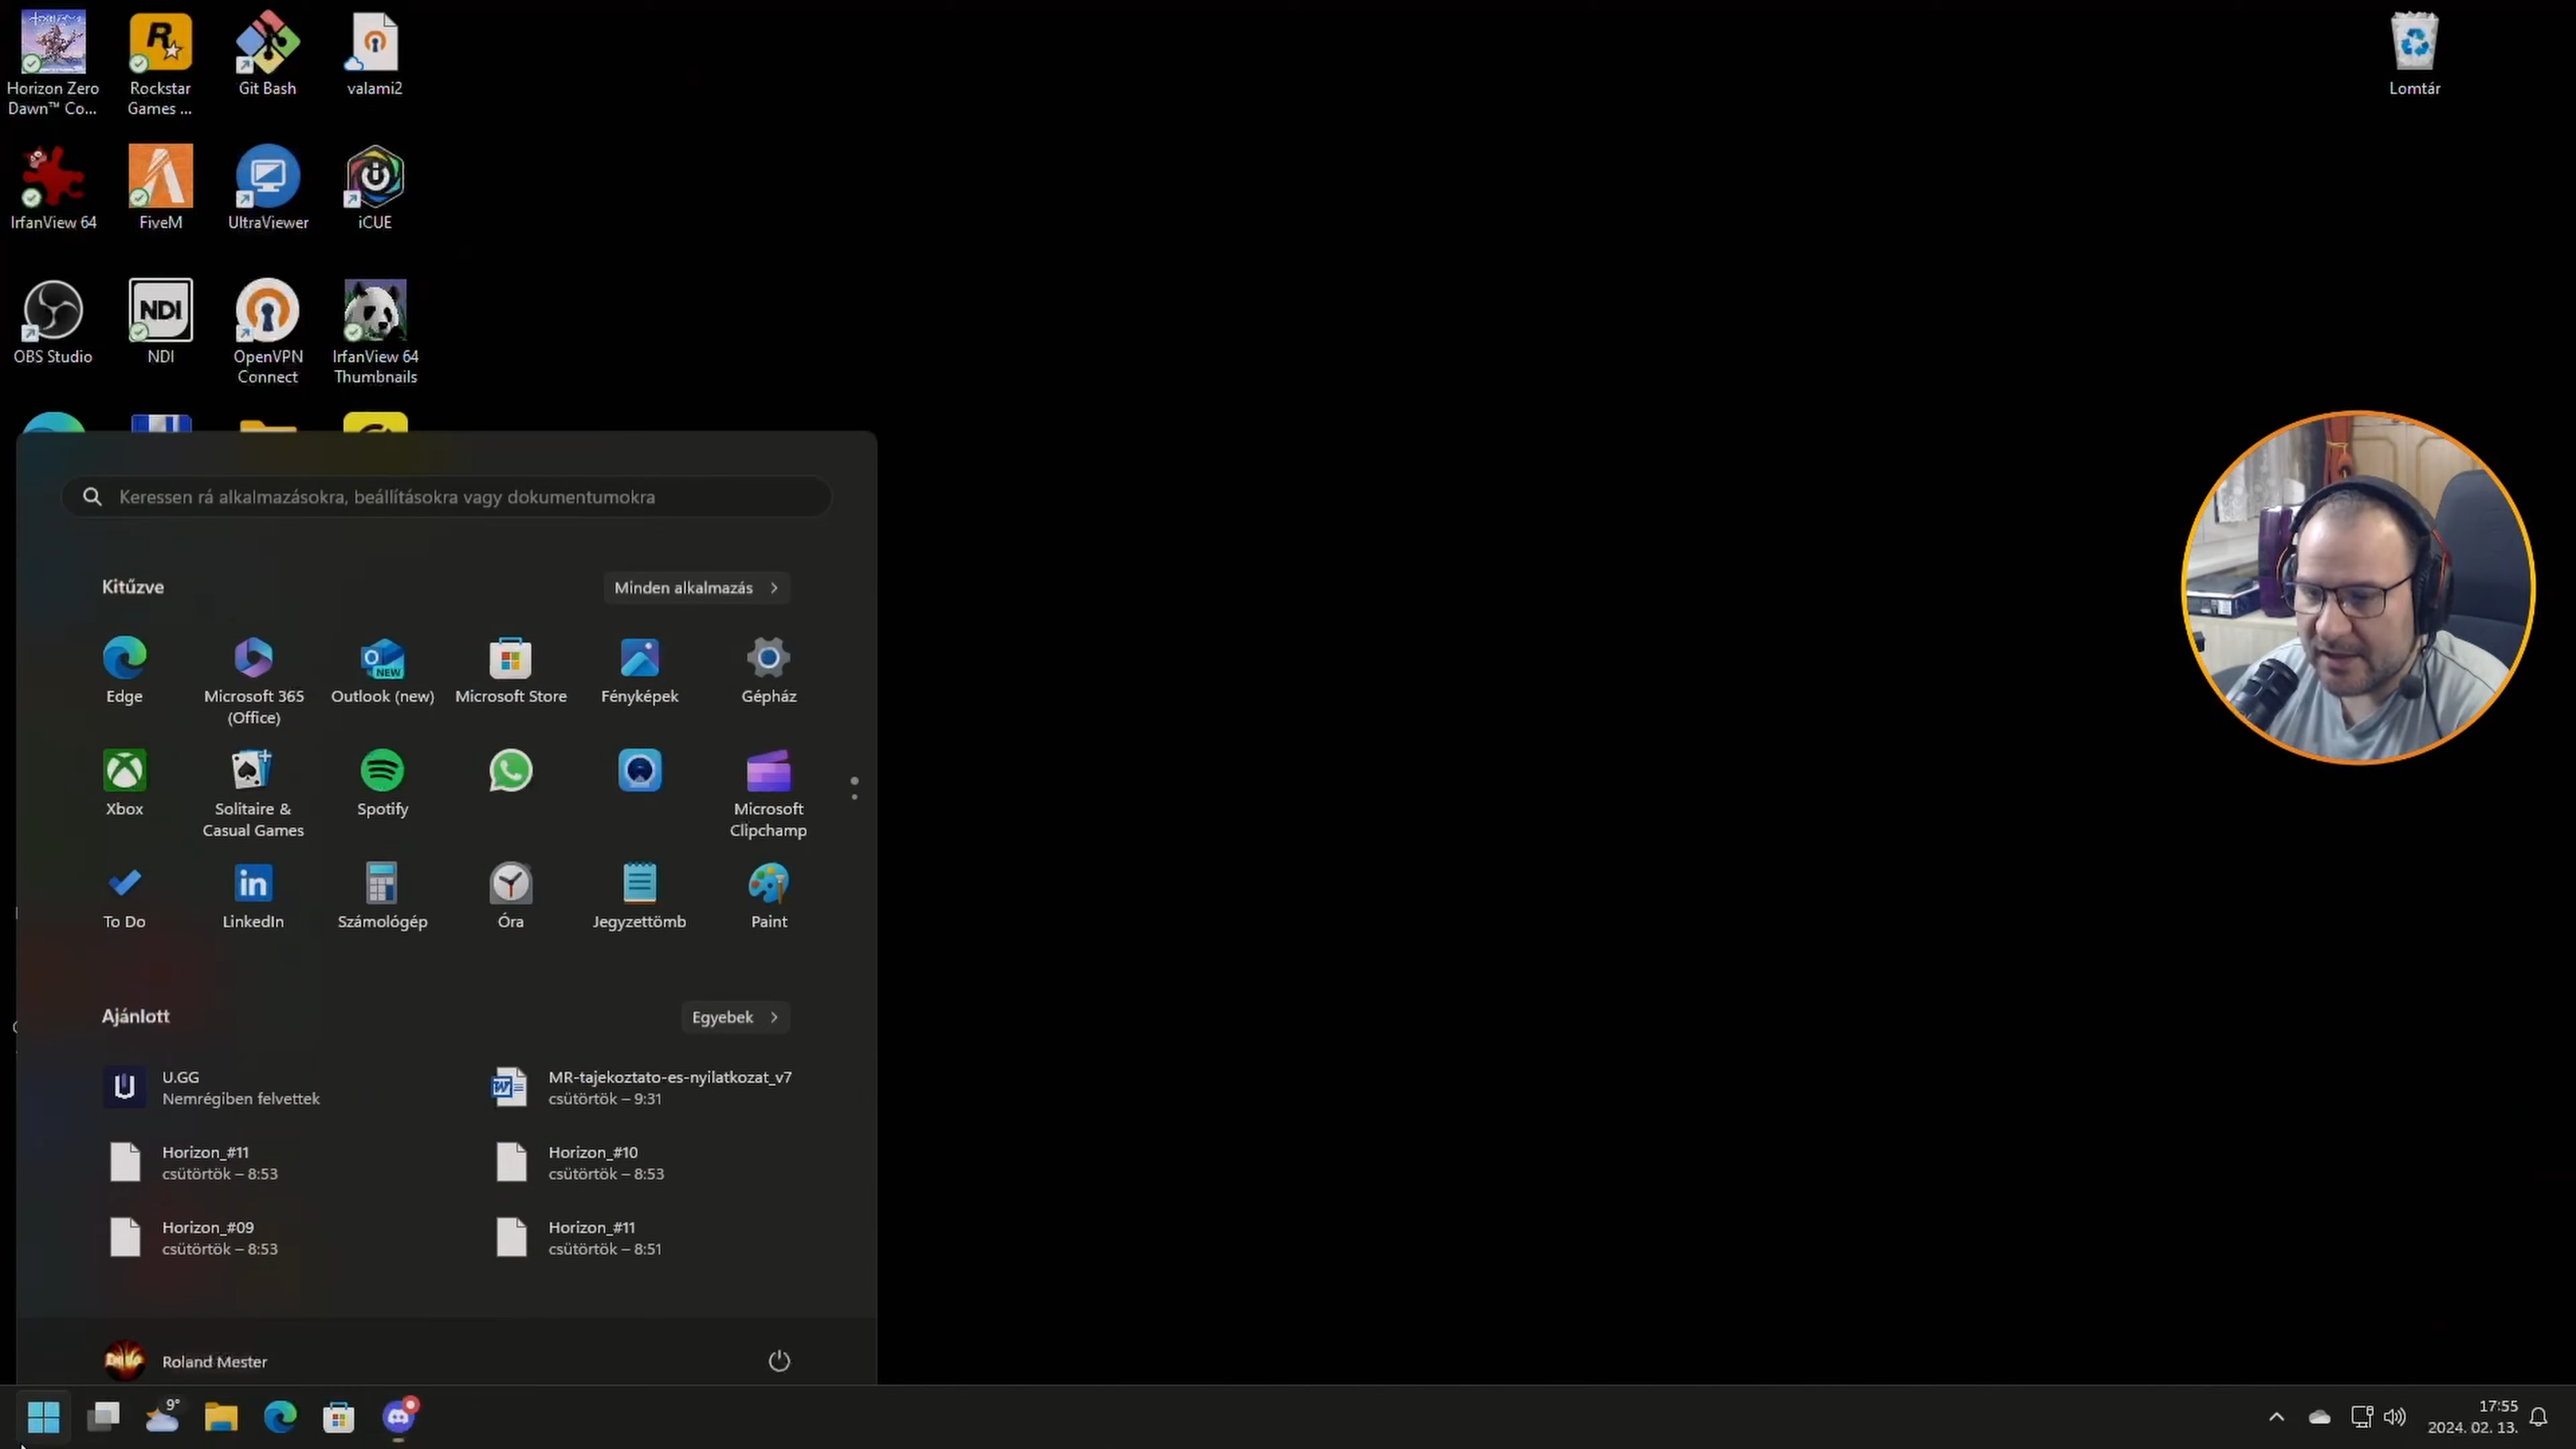 Horizon Zero
Dawn™ Co...
Rockstar
Games ...
Git Bash
valami2
Lomtár
IrfanView 64
FiveM
UltraViewer
iCUE
OBS Studio
NDI
NDI
OpenVPN
Connect
IrfanView 64
Thumbnails
Keressen rá alkalmazásokra, beállításokra vagy dokumentumokra
Kitűzve
Minden alkalmazás
Edge
Microsoft 365
(Office)
NEW
Outlook (new)
Microsoft Store
Fényképek
Gépház
Xbox
Solitaire &
Casual Games
Spotify
Microsoft
Clipchamp
To Do
LinkedIn
Számológép
Óra
Jegyzettömb
Paint
Ajánlott
Egyebek
U.GG
Nemrégiben felvettek
MR-tajekoztato-es-nyilatkozat_v7
csütörtök – 9:31
Horizon_#11
csütörtök – 8:53
Horizon_#10
csütörtök – 8:53
Horizon_#09
csütörtök – 8:53
Horizon_#11
csütörtök – 8:51
Roland Mester
9°
17:55
2024. 02. 13.